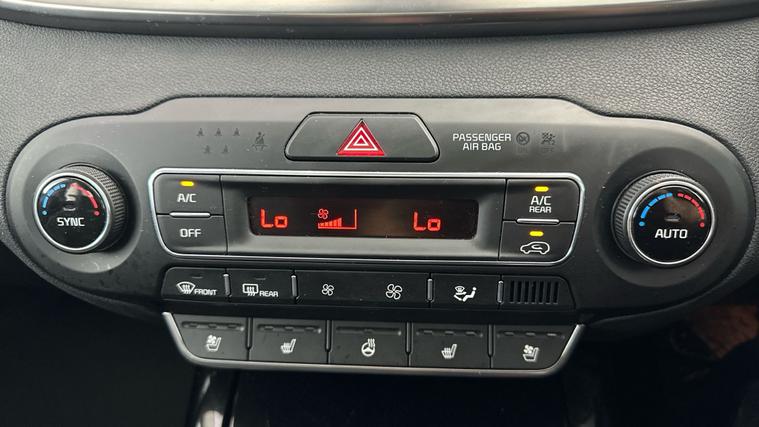 PASSENGER
AIR BAG
SYNC
A/C
OFF
Lo
Lo
A/C
REAR
AUTO
FRONT
REAR